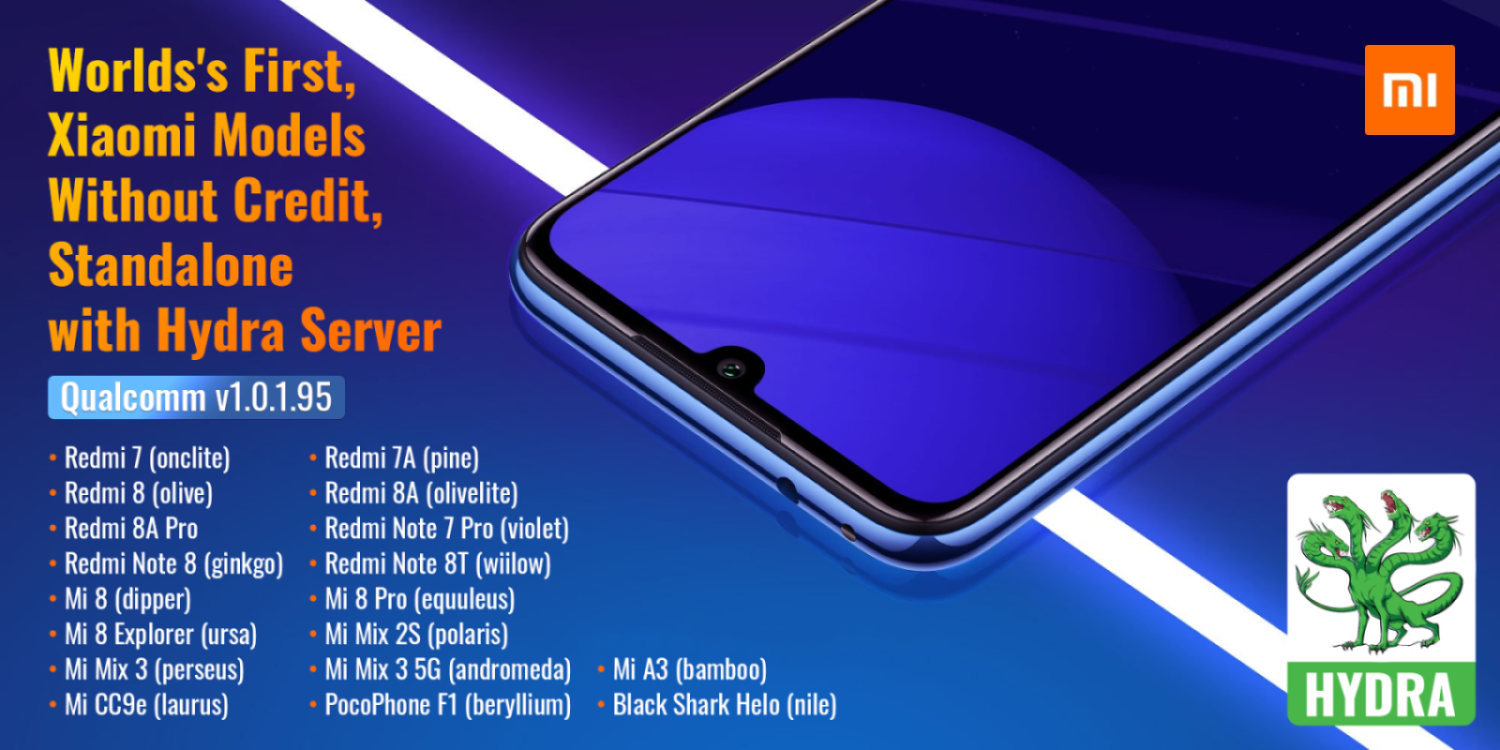 Worlds's First,
Xiaomi Models
Without Credit,
Standalone
with Hydra Server
Qualcomm v1.0.1.95
• Redmi 7 (onclite)
• Redmi 8 (olive)
• Redmi 8A Pro
• Redmi Note 8 (ginkgo)
• Mi 8 (dipper)
• Mi 8 Explorer (ursa)
• Mi Mix 3 (perseus)
• Mi CC9e (laurus)
• Redmi 7A (pine)
• Redmi 8A (olivelite)
• Redmi Note 7 Pro (violet)
• Redmi Note 8T (wiilow)
• Mi 8 Pro (equuleus)
• Mi Mix 2S (polaris)
• Mi Mix 3 5G (andromeda)
• PocoPhone F1 (beryllium)
• Mi A3 (bamboo)
• Black Shark Helo (nile)
MI
HYDRA